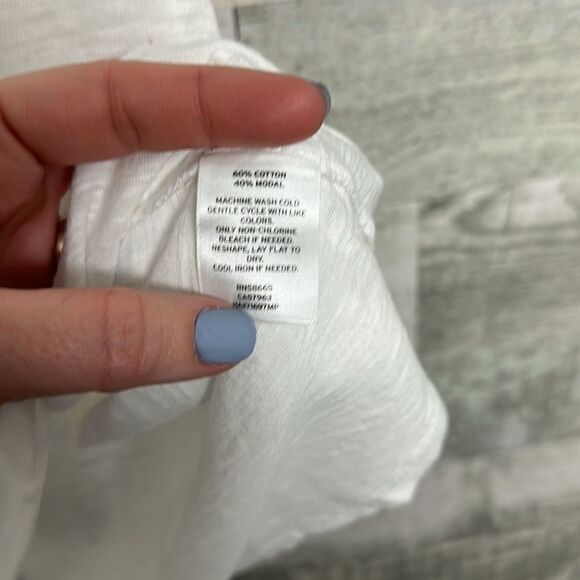 60% COTTON
40% MODAL
MACHINE WASH COLD
GENTLE CYCLE WITH LIKE
COLORS.
ONLY NON-CHLORINE
BLEACH IF NEEDED.
RESHAPE, LAY FLAT TO
DRY.
COOL IRON IF NEEDED.
CA57963